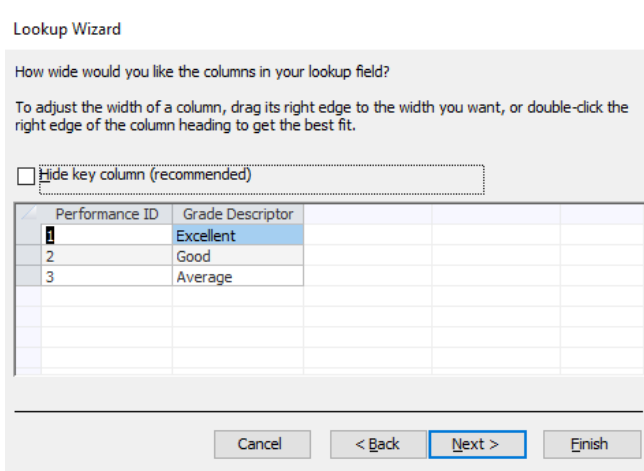 Lookup Wizard
How wide would you like the columns in your lookup field?
To adjust the width of a column, drag its right edge to the width you want, or double-click the
right edge of the column heading to get the best fit.
Hide key column (recommended)
Performance ID Grade Descriptor
1 Excellent
2 Good
3 Average
Cancel < Back Next > Finish